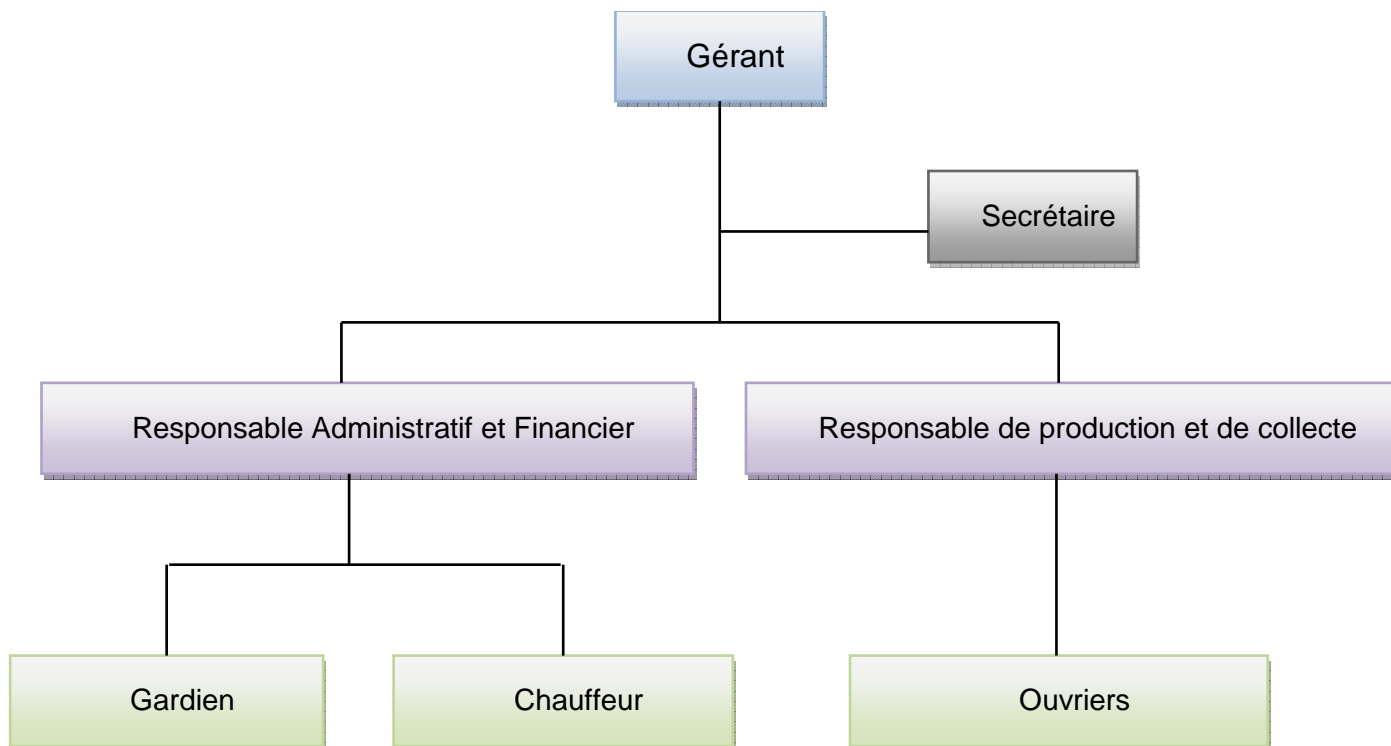 Gérant
Secrétaire
Responsable Administratif et Financier
Responsable de production et de collecte
Gardien
Chauffeur
Ouvriers